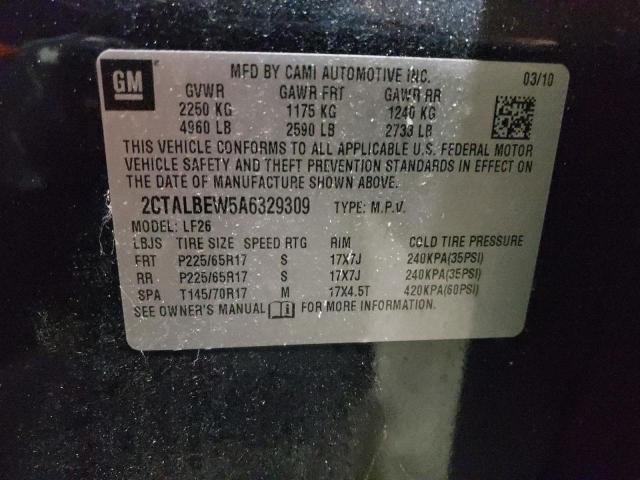 GM
MFD BY CAMI AUTOMOTIVE INC. 03/10
GVWR GAWR FRT GAWR RR
2250 KG 1175 KG 1240 KG
4960 LB 2590 LB 2733 LB
THIS VEHICLE CONFORMS TO ALL APPLICABLE U.S. FEDERAL MOTOR
VEHICLE SAFETY AND THEFT PREVENTION STANDARDS IN EFFECT ON
THE DATE OF MANUFACTURE SHOWN ABOVE.
2CTALBEW5A6329309 TYPE: M.P.V.
MODEL: LF26
LBJS TIRE SIZE SPEED RTG RIM COLD TIRE PRESSURE
FRT P225/65R17 S 17X7J 240KPA(35PSI)
RR P225/65R17 S 17X7J 240KPA(35PSI)
SPA T145/70R17 M 17X4.5T 420KPA(60PSI)
SEE OWNER'S MANUAL FOR MORE INFORMATION.